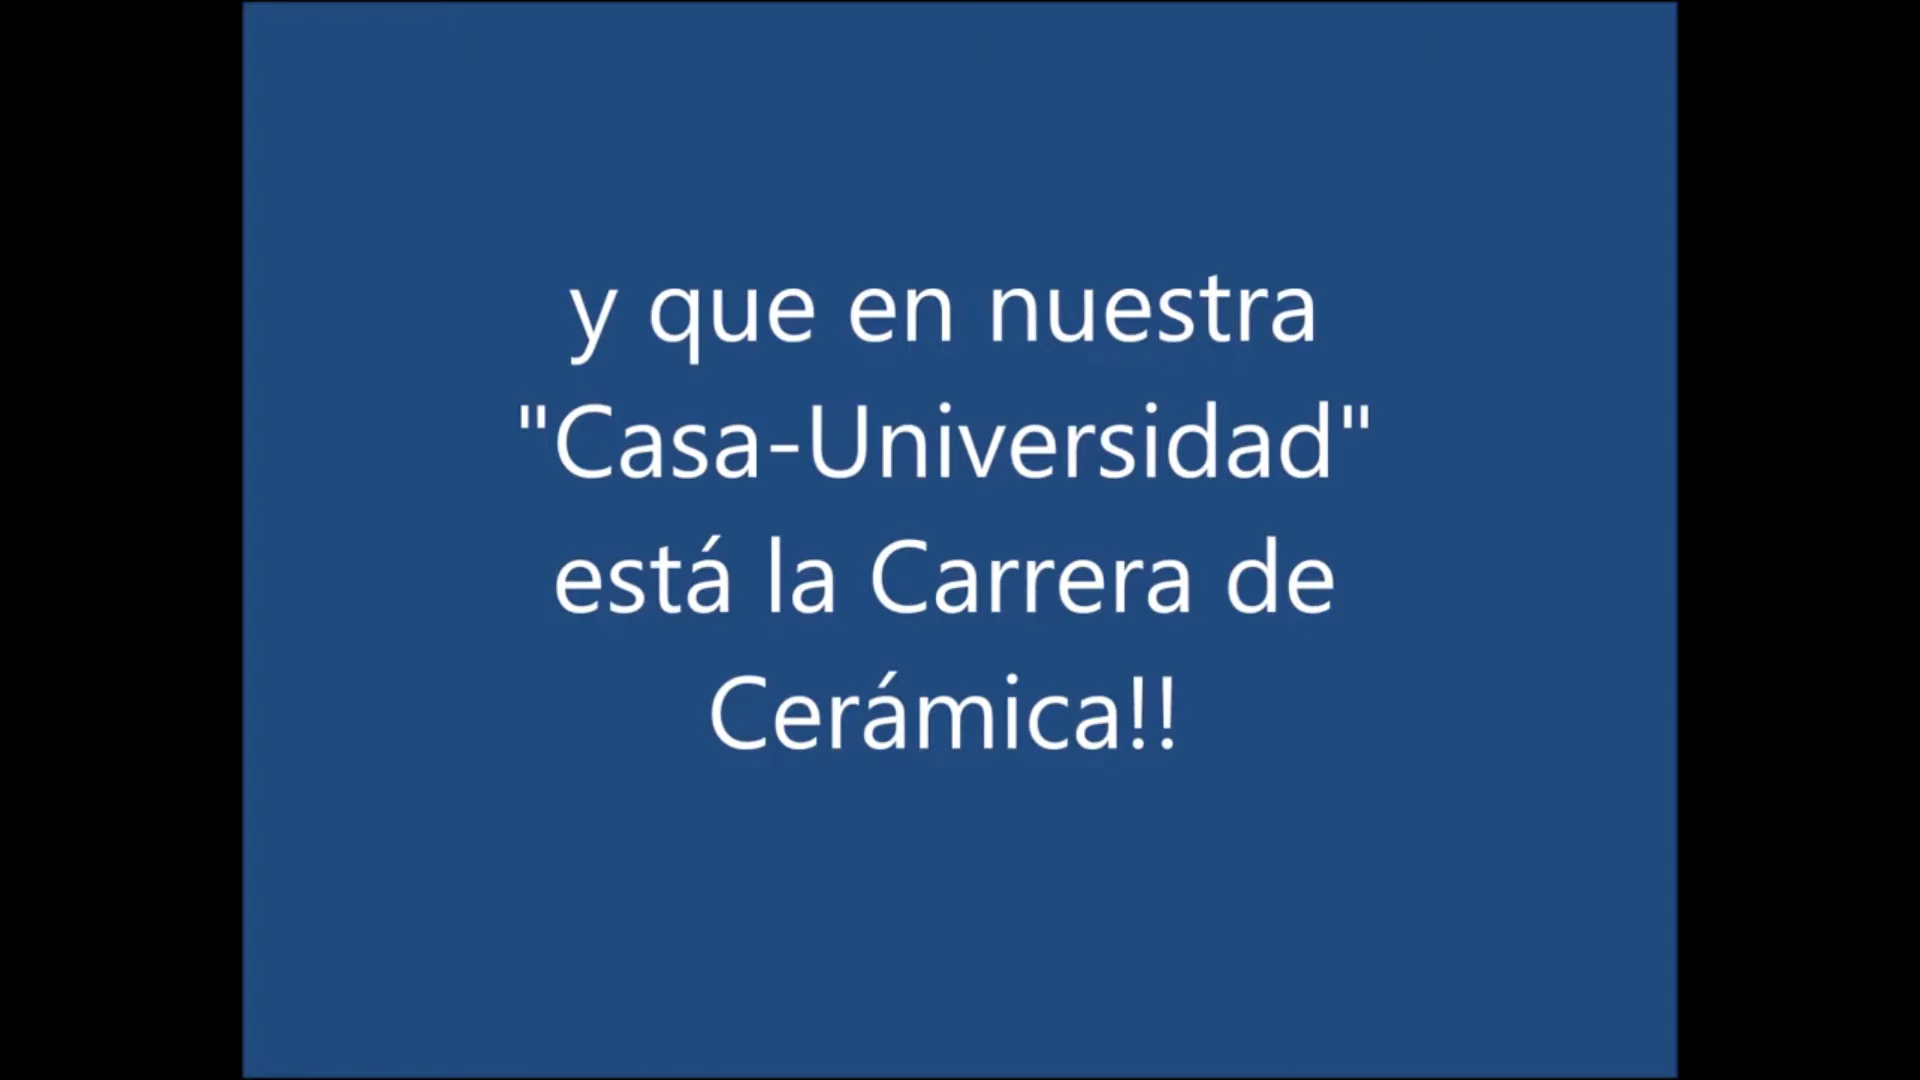 y que en nuestra
"Casa-Universidad"
está la Carrera de
Cerámica!!